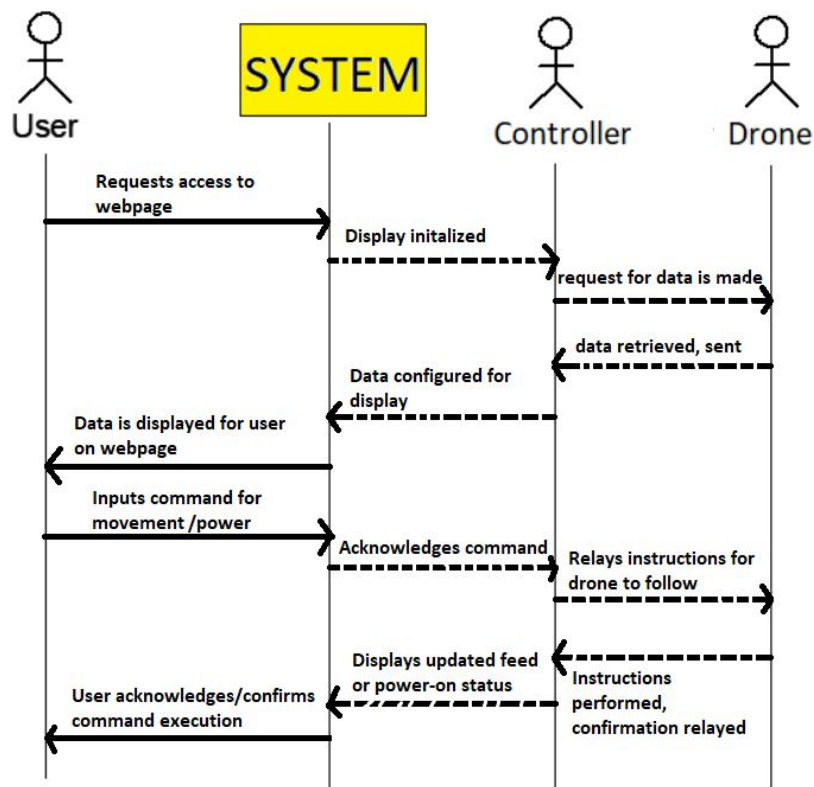 User
SYSTEM
Controller
Drone
Requests access to
webpage
Display initalized
request for data is made
data retrieved, sent
Data configured for
display
Data is displayed for user
on webpage
Inputs command for
movement /power
Acknowledges command
Relays instructions for
drone to follow
Displays updated feed
or power-on status
Instructions
performed,
confirmation relayed
User acknowledges/confirms
command execution